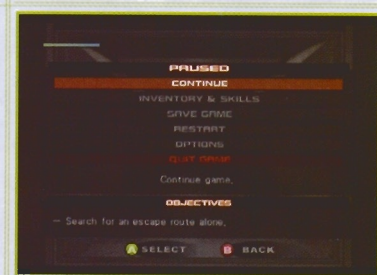 PAUSED
CONTINUE
INVENTORY & SKILLS
SAVE GAME
RESTART
OPTIONS
QUIT GAME
Continue game.
OBJECTIVES
— Search for an escape route alone.
A SELECT B BACK